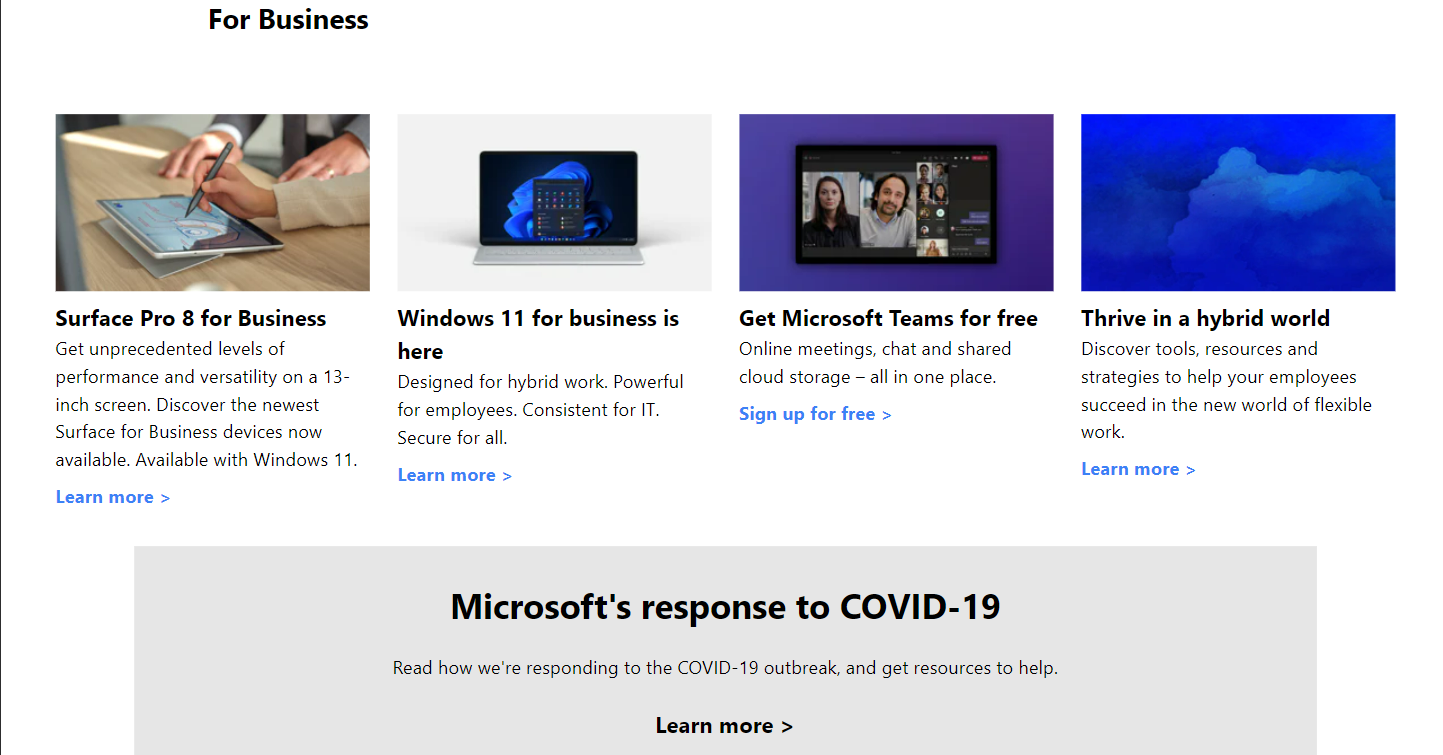 For Business
Surface Pro 8 for Business
Get unprecedented levels of
performance and versatility on a 13-
inch screen. Discover the newest
Surface for Business devices now
available. Available with Windows 11.
Learn more >
Windows 11 for business is
here
Designed for hybrid work. Powerful
for employees. Consistent for IT.
Secure for all.
Learn more >
Get Microsoft Teams for free
Online meetings, chat and shared
cloud storage – all in one place.
Sign up for free >
Thrive in a hybrid world
Discover tools, resources and
strategies to help your employees
succeed in the new world of flexible
work.
Learn more >
Microsoft's response to COVID-19
Read how we're responding to the COVID-19 outbreak, and get resources to help.
Learn more >